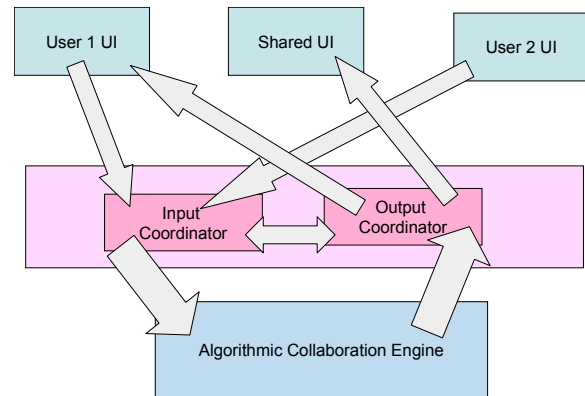 User 1 UI
Shared UI
User 2 UI
Input
Coordinator
Output
Coordinator
Algorithmic Collaboration Engine